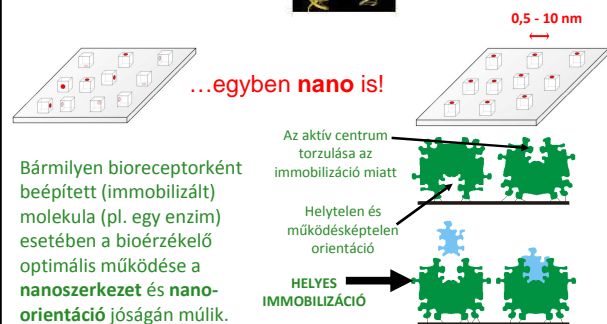 0,5 - 10 nm
…egyben nano is!
Az aktív centrum
torzulása az
immobilizáció miatt
Bármilyen bioreceptorként
beépített (immobilizált)
molekula (pl. egy enzim)
esetében a bioérzékelő
optimális működése a
nanoszerkezet és nano-
orientáció jóságán múlik.
Helytelen és
működésképtelen
orientáció
HELYES
IMMOBILIZÁCIÓ